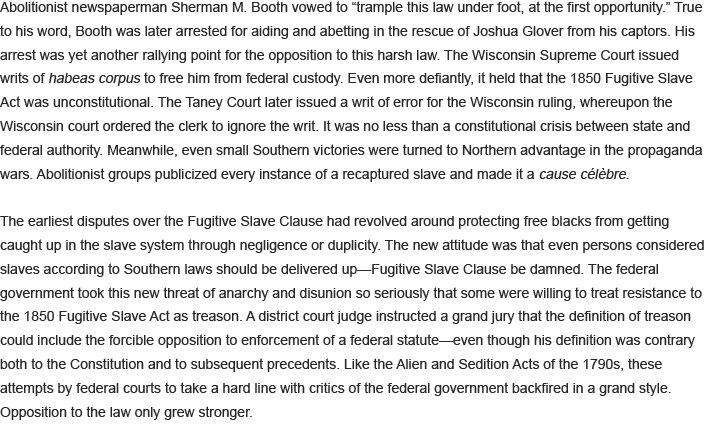 Abolitionist newspaperman Sherman M. Booth vowed to “trample this law under foot, at the first opportunity.” True
to his word, Booth was later arrested for aiding and abetting in the rescue of Joshua Glover from his captors. His
arrest was yet another rallying point for the opposition to this harsh law. The Wisconsin Supreme Court issued
writs of habeas corpus to free him from federal custody. Even more defiantly, it held that the 1850 Fugitive Slave
Act was unconstitutional. The Taney Court later issued a writ of error for the Wisconsin ruling, whereupon the
Wisconsin court ordered the clerk to ignore the writ. It was no less than a constitutional crisis between state and
federal authority. Meanwhile, even small Southern victories were turned to Northern advantage in the propaganda
wars. Abolitionist groups publicized every instance of a recaptured slave and made it a cause célèbre.
The earliest disputes over the Fugitive Slave Clause had revolved around protecting free blacks from getting
caught up in the slave system through negligence or duplicity. The new attitude was that even persons considered
slaves according to Southern laws should be delivered up—Fugitive Slave Clause be damned. The federal
government took this new threat of anarchy and disunion so seriously that some were willing to treat resistance to
the 1850 Fugitive Slave Act as treason. A district court judge instructed a grand jury that the definition of treason
could include the forcible opposition to enforcement of a federal statute—even though his definition was contrary
both to the Constitution and to subsequent precedents. Like the Alien and Sedition Acts of the 1790s, these
attempts by federal courts to take a hard line with critics of the federal government backfired in a grand style.
Opposition to the law only grew stronger.